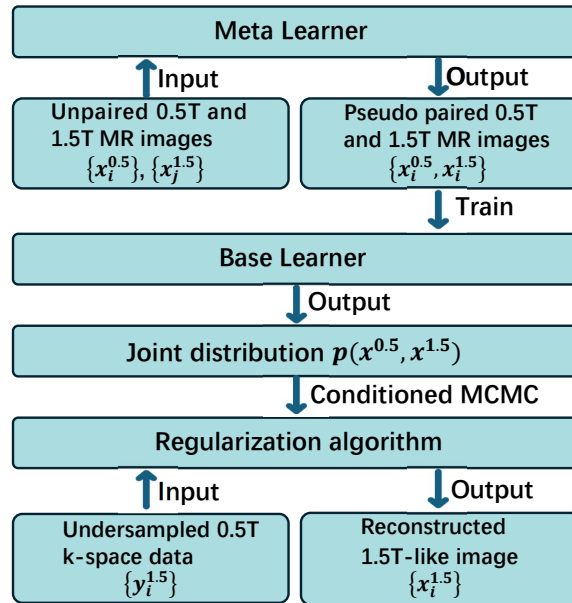 Meta Learner
Input
Output
Unpaired 0.5T and
1.5T MR images
{x_i^{0.5}}, {x_j^{1.5}}
Pseudo paired 0.5T
and 1.5T MR images
{x_i^{0.5}, x_i^{1.5}}
Train
Base Learner
Output
Joint distribution p(x^{0.5}, x^{1.5})
Conditioned MCMC
Regularization algorithm
Input
Output
Undersampled 0.5T
k-space data
{y_i^{1.5}}
Reconstructed
1.5T-like image
{x_i^{1.5}}